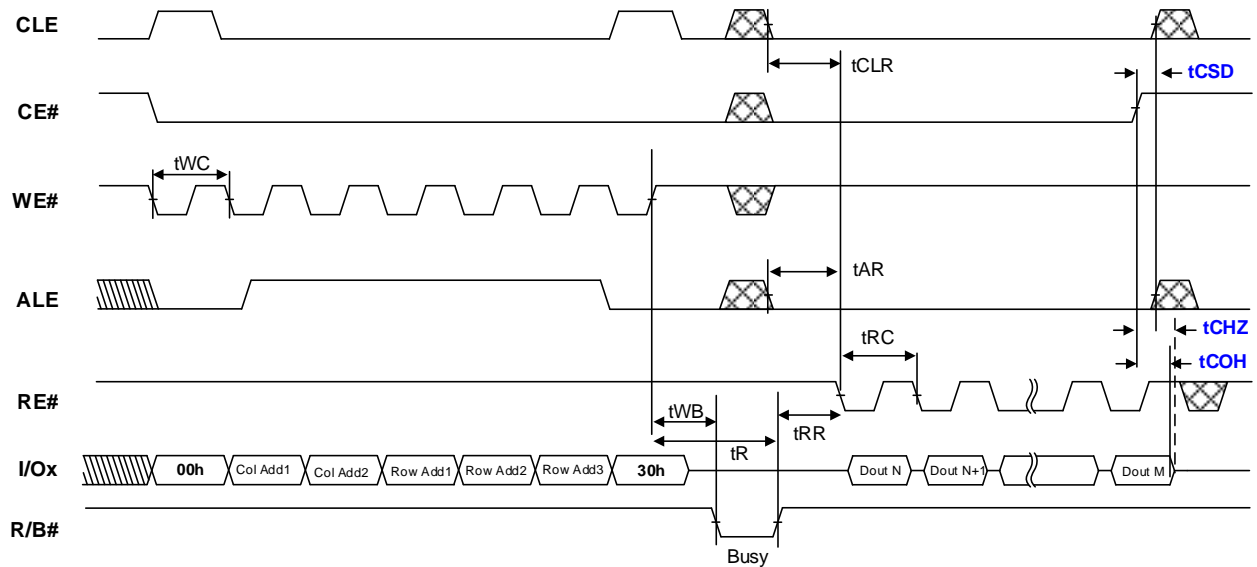 CLE
tCLR
tCSD
CE#
tWC
WE#
tAR
ALE
tCHZ
tRC
tCOH
RE#
tWB
tRR
tR
I/Ox
00h
Col Add1
Col Add2
Row Add1
Row Add2
Row Add3
30h
Dout N
Dout N+1
Dout M
R/B#
Busy